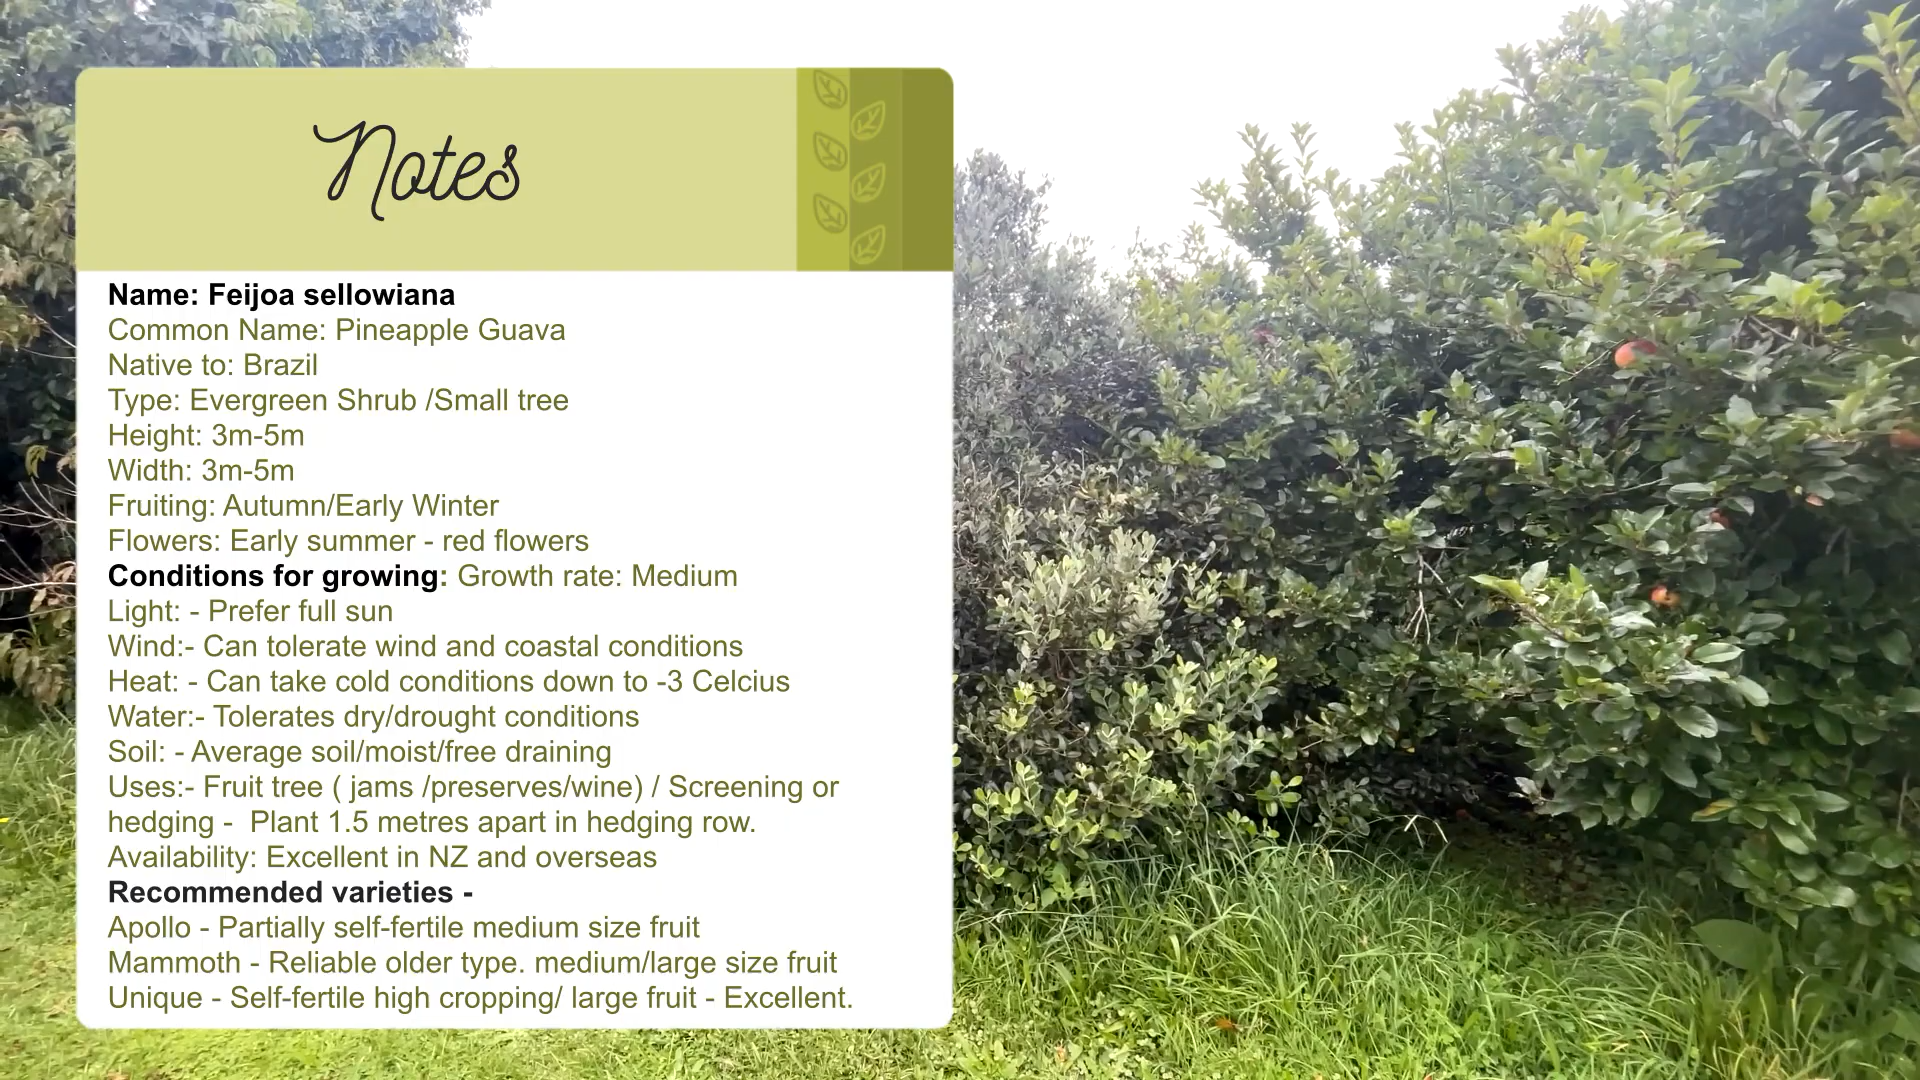 Notes
Name: Feijoa sellowiana
Common Name: Pineapple Guava
Native to: Brazil
Type: Evergreen Shrub /Small tree
Height: 3m-5m
Width: 3m-5m
Fruiting: Autumn/Early Winter
Flowers: Early summer - red flowers
Conditions for growing: Growth rate: Medium
Light: - Prefer full sun
Wind:- Can tolerate wind and coastal conditions
Heat: - Can take cold conditions down to -3 Celcius
Water:- Tolerates dry/drought conditions
Soil: - Average soil/moist/free draining
Uses:- Fruit tree ( jams /preserves/wine) / Screening or
hedging -  Plant 1.5 metres apart in hedging row.
Availability: Excellent in NZ and overseas
Recommended varieties -
Apollo - Partially self-fertile medium size fruit
Mammoth - Reliable older type. medium/large size fruit
Unique - Self-fertile high cropping/ large fruit - Excellent.